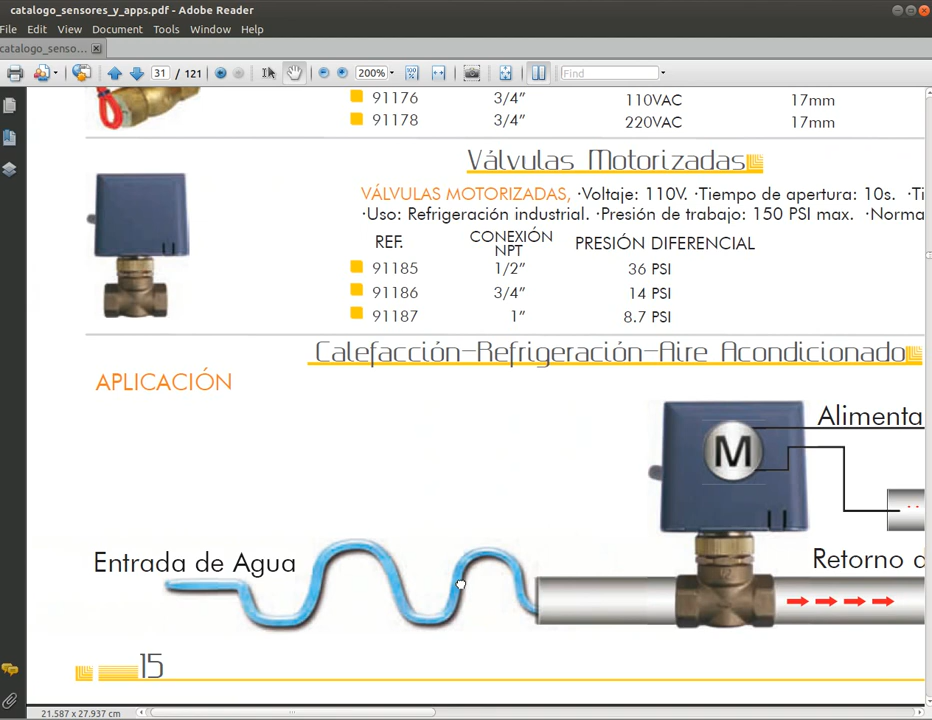 catalogo_sensores_y_apps.pdf - Adobe Reader
File Edit View Document Tools Window Help
catalogo_senso...
31 / 121 200% Find
91176 3/4" 110VAC 17mm
91178 3/4" 220VAC 17mm
Válvulas Motorizadas
VÁLVULAS MOTORIZADAS, ·Voltaje: 110V. ·Tiempo de apertura: 10s. ·Ti
·Uso: Refrigeración industrial. ·Presión de trabajo: 150 PSI max. ·Norma
REF. CONEXIÓN NPT PRESIÓN DIFERENCIAL
91185 1/2" 36 PSI
91186 3/4" 14 PSI
91187 1" 8.7 PSI
Calefacción-Refrigeración-Aire Acondicionado
APLICACIÓN
Alimenta
M
Entrada de Agua
Retorno d
15
21.587 x 27.937 cm